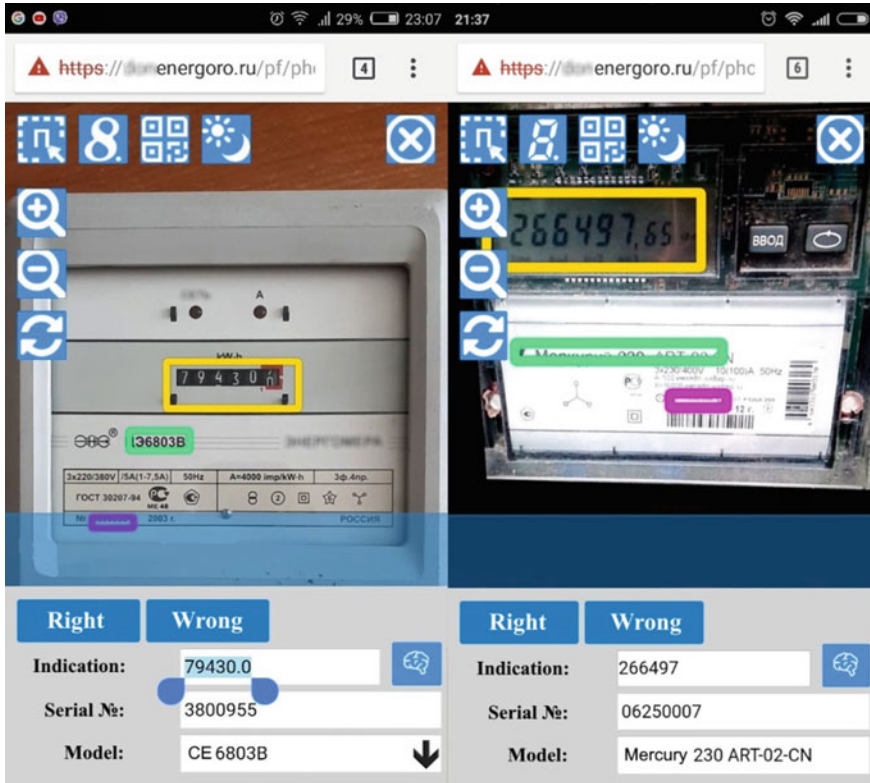 29% 23:07
https:// energoro.ru/pf/ph
4
A
kW·h
7 9 4 3 0
ЦЭ6803В
3x220/380V /5A(1-7,5A) 50Hz A=4000 imp/kW·h 3ф.4пр.
ГОСТ 30207-94
РОССИЯ
№ 2003 г.
Right Wrong
Indication: 79430.0
Serial №: 3800955
Model: CE 6803B
21:37
https:// energoro.ru/pf/phc
6
266497,65
ВВОД
Меркурий 230 ART-02-CN
3x230/400V 10(100)A 50Hz
12 г.
Right Wrong
Indication: 266497
Serial №: 06250007
Model: Mercury 230 ART-02-CN